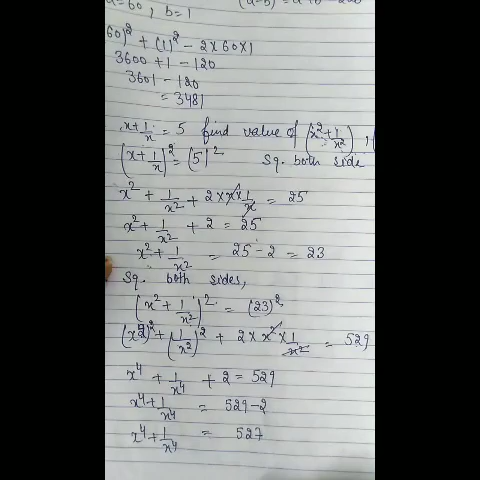 a=60, b=1
60)² + (1)² - 2×60×1
3600 + 1 - 120
3601 - 120
= 3481
x+1/x = 5 find value of (x²+1/x²),
(x+1/x)² = (5)² Sq. both side
x² + 1/x² + 2×x×1/x = 25
x² + 1/x² + 2 = 25
x² + 1/x² = 25-2 = 23
Sq. both sides,
(x² + 1/x²)² = (23)²
(x²)² + (1/x²)² + 2×x²×1/x² = 529
x⁴ + 1/x⁴ + 2 = 529
x⁴ + 1/x⁴ = 529-2
x⁴ + 1/x⁴ = 527